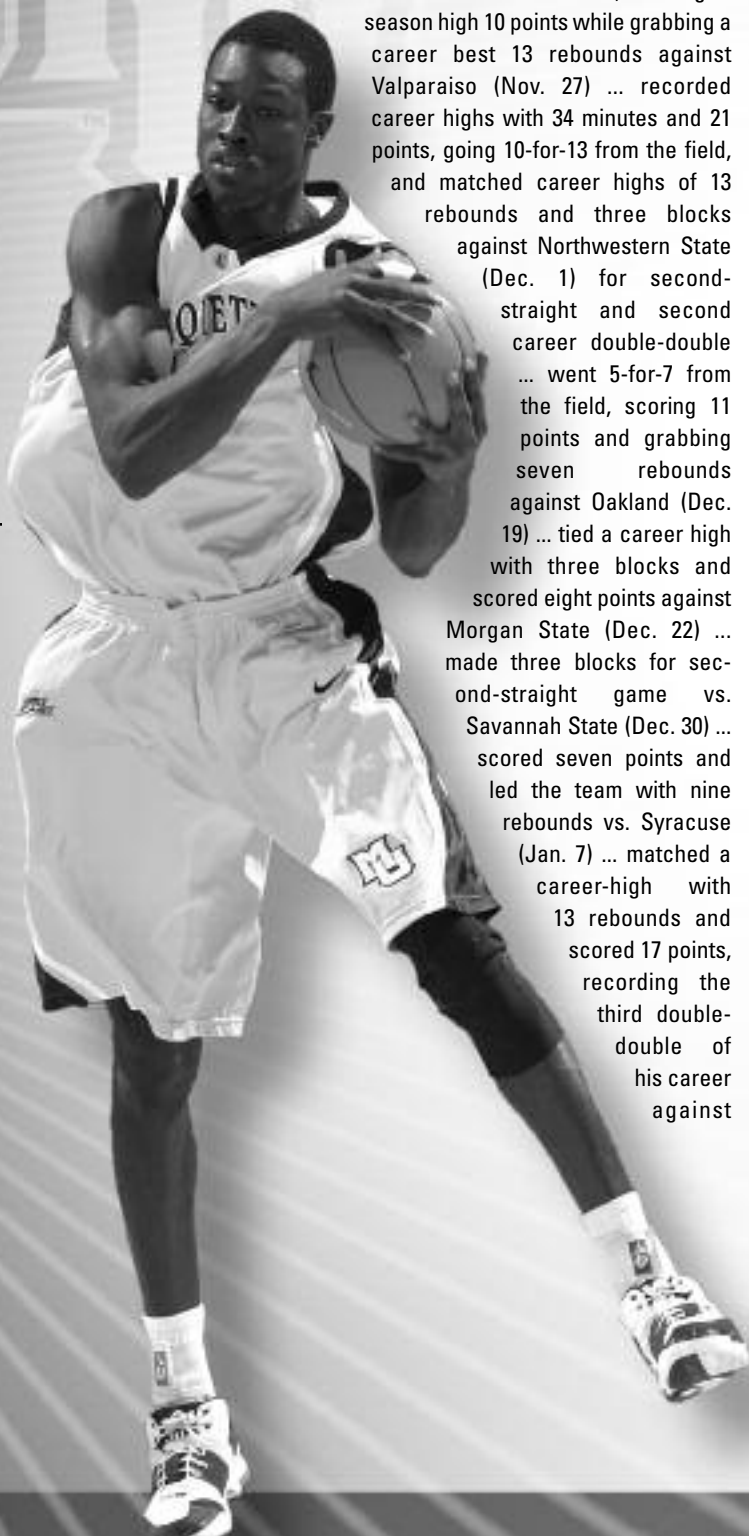 season high 10 points while grabbing a
career best 13 rebounds against
Valparaiso (Nov. 27) ... recorded
career highs with 34 minutes and 21
points, going 10-for-13 from the field,
and matched career highs of 13
rebounds and three blocks
against Northwestern State
(Dec. 1) for second-
straight and second
career double-double
... went 5-for-7 from
the field, scoring 11
points and grabbing
seven rebounds
against Oakland (Dec.
19) ... tied a career high
with three blocks and
scored eight points against
Morgan State (Dec. 22) ...
made three blocks for sec-
ond-straight game vs.
Savannah State (Dec. 30) ...
scored seven points and
led the team with nine
rebounds vs. Syracuse
(Jan. 7) ... matched a
career-high with
13 rebounds and
scored 17 points,
recording the
third double-
double of
his career
against
QUET
MU